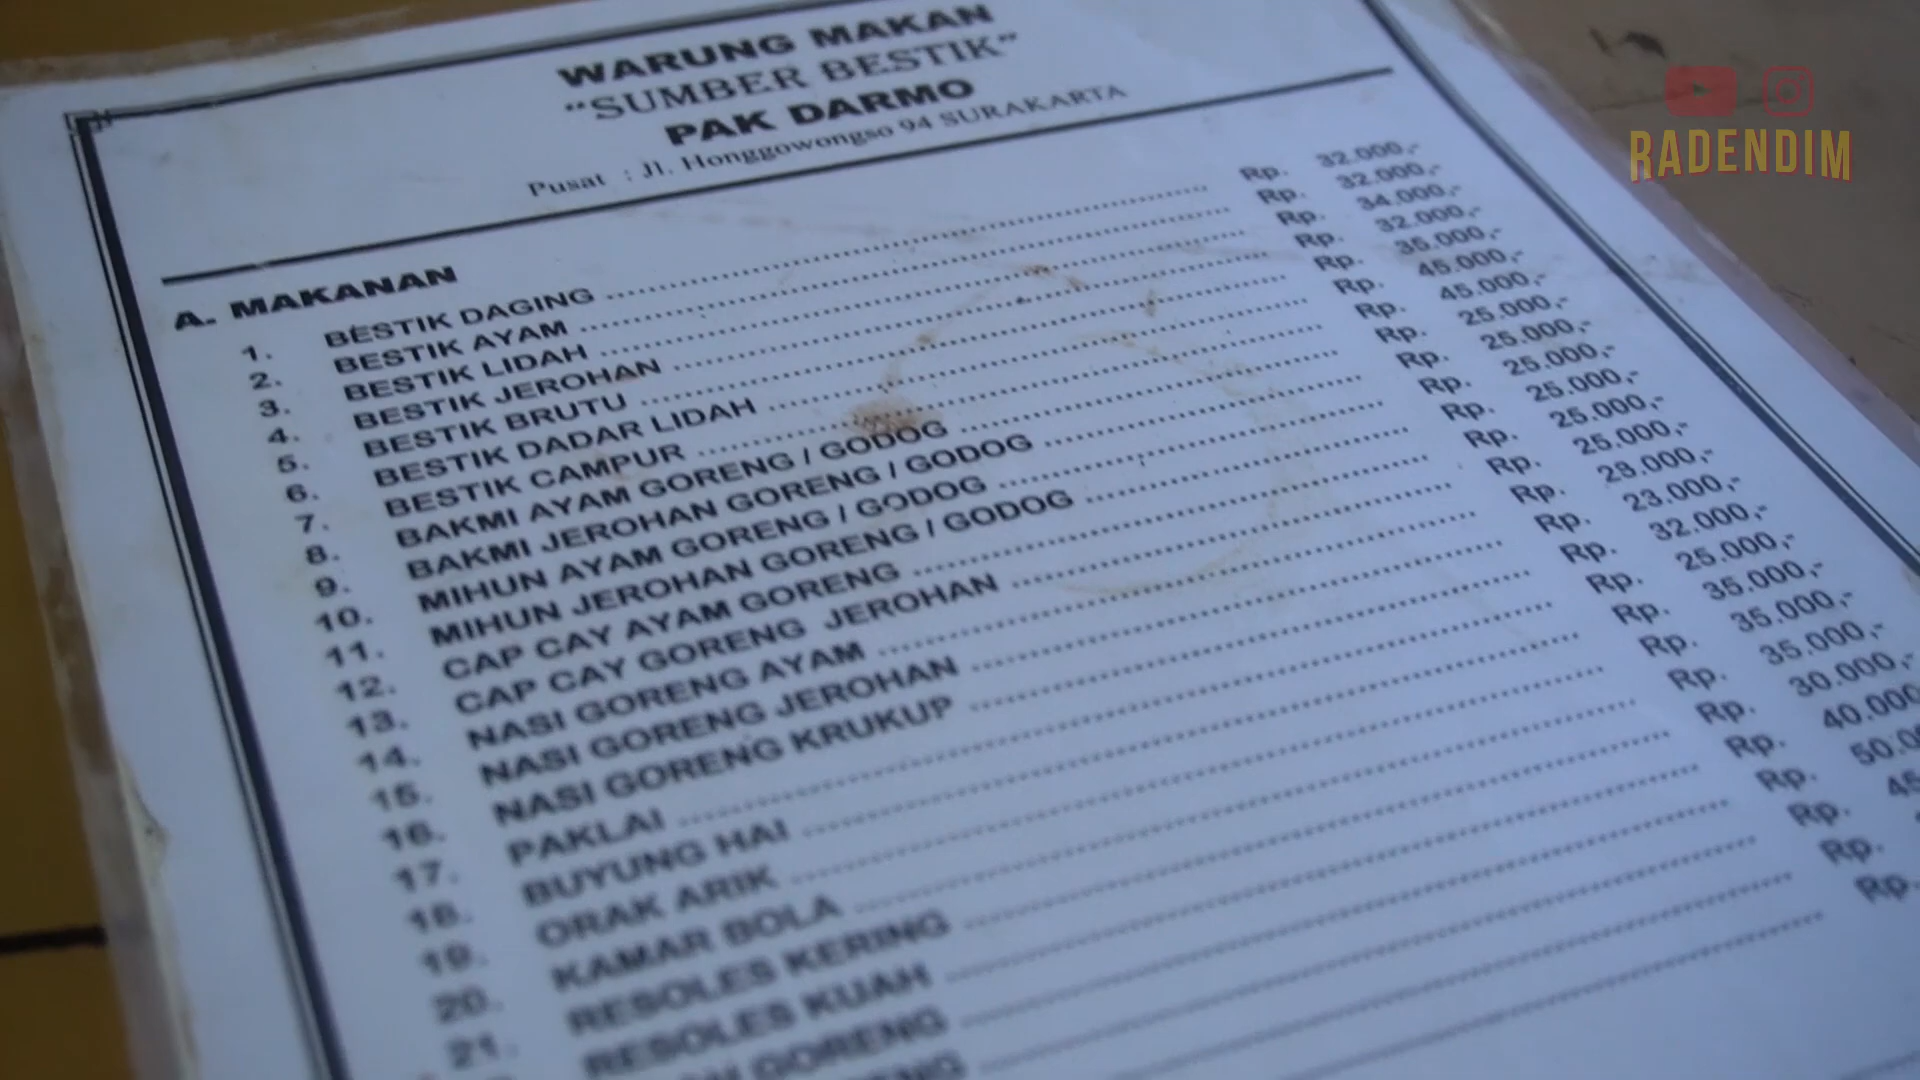 WARUNG MAKAN
"SUMBER BESTIK"
PAK DARMO
Pusat : Jl. Honggowongso 94 SURAKARTA
A. MAKANAN
1. BESTIK DAGING Rp. 32.000,-
2. BESTIK AYAM Rp. 32.000,-
3. BESTIK LIDAH Rp. 34.000,-
4. BESTIK JEROHAN Rp. 32.000,-
5. BESTIK BRUTU Rp. 35.000,-
6. BESTIK DADAR LIDAH Rp. 45.000,-
7. BESTIK CAMPUR Rp. 45.000,-
8. BAKMI AYAM GORENG / GODOG Rp. 25.000,-
9. BAKMI JEROHAN GORENG / GODOG Rp. 25.000,-
10. MIHUN AYAM GORENG / GODOG Rp. 25.000,-
11. MIHUN JEROHAN GORENG / GODOG Rp. 25.000,-
12. CAP CAY AYAM GORENG Rp. 25.000,-
13. CAP CAY GORENG JEROHAN Rp. 25.000,-
14. NASI GORENG AYAM Rp. 23.000,-
15. NASI GORENG JEROHAN Rp. 23.000,-
16. NASI GORENG KRUKUP Rp. 32.000,-
17. PAKLAI Rp. 25.000,-
18. BUYUNG HAI Rp. 35.000,-
19. ORAK ARIK Rp. 35.000,-
20. KAMAR BOLA Rp. 35.000,-
21. RESOLES KERING Rp. 30.000,-
RESOLES KUAH Rp. 40.000
GORENG Rp.
Rp.
RADENDIM